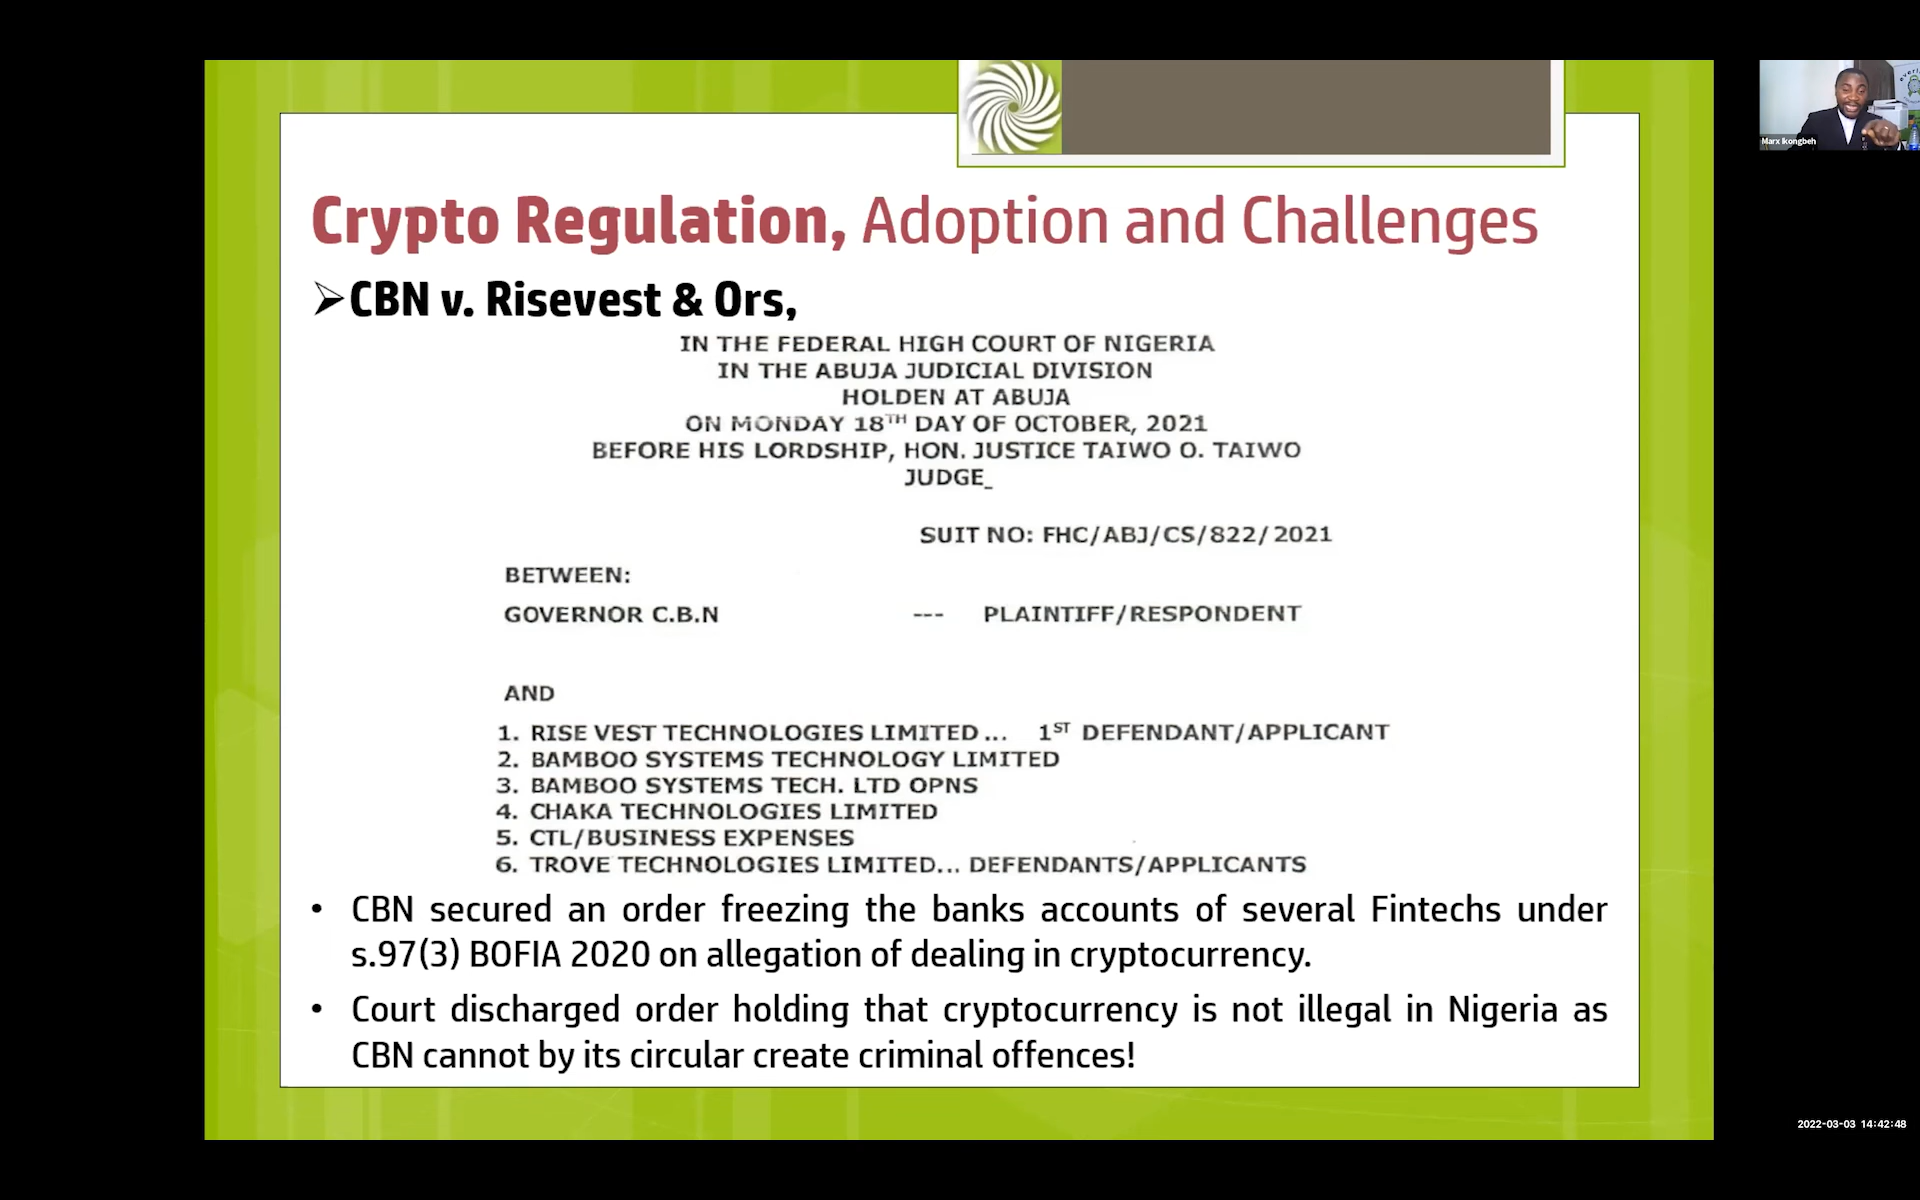 Crypto Regulation, Adoption and Challenges
➢CBN v. Risevest & Ors,
IN THE FEDERAL HIGH COURT OF NIGERIA
IN THE ABUJA JUDICIAL DIVISION
HOLDEN AT ABUJA
ON MONDAY 18TH DAY OF OCTOBER, 2021
BEFORE HIS LORDSHIP, HON. JUSTICE TAIWO O. TAIWO
JUDGE_
SUIT NO: FHC/ABJ/CS/822/2021
BETWEEN:
GOVERNOR C.B.N --- PLAINTIFF/RESPONDENT
AND
1. RISE VEST TECHNOLOGIES LIMITED... 1ST DEFENDANT/APPLICANT
2. BAMBOO SYSTEMS TECHNOLOGY LIMITED
3. BAMBOO SYSTEMS TECH. LTD OPNS
4. CHAKA TECHNOLOGIES LIMITED
5. CTL/BUSINESS EXPENSES
6. TROVE TECHNOLOGIES LIMITED... DEFENDANTS/APPLICANTS
• CBN secured an order freezing the banks accounts of several Fintechs under
s.97(3) BOFIA 2020 on allegation of dealing in cryptocurrency.
• Court discharged order holding that cryptocurrency is not illegal in Nigeria as
CBN cannot by its circular create criminal offences!
Marx Ikongbeh
2022-03-03 14:42:48